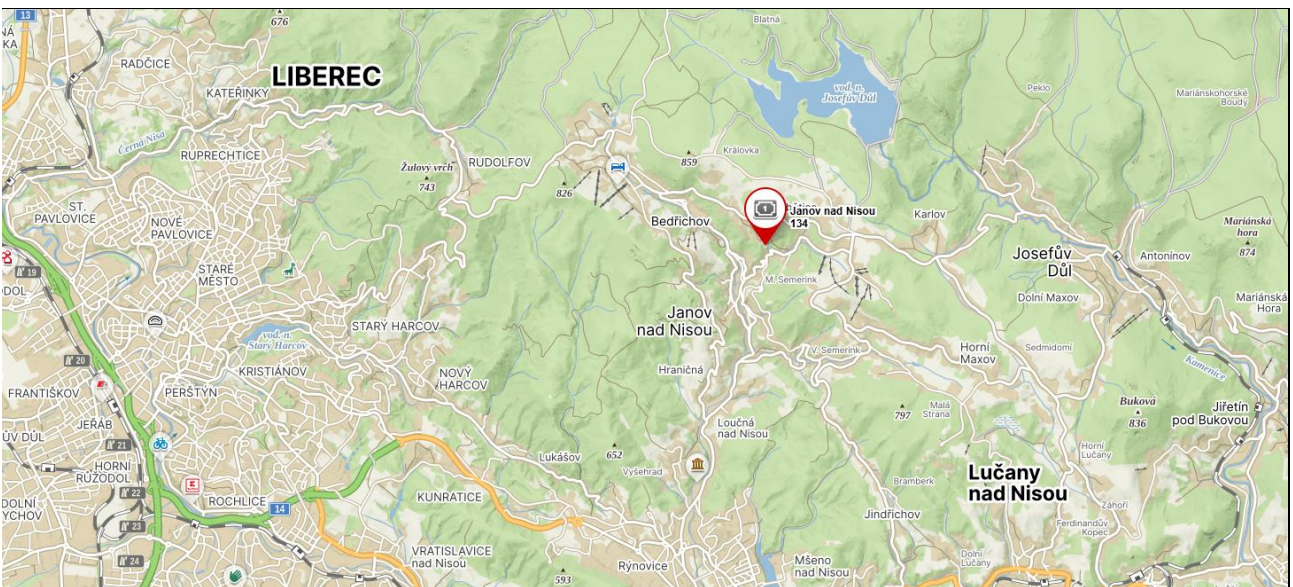 13
676
Blatná
RADČICE
LIBEREC
KATEŘINKY
vod. n.
Josefův Důl
Peklo
Mariánskohorské
Boudy
Černá Nisa
RUPRECHTICE
Žulový vrch
743
RUDOLFOV
826
859
Královka
ST.
PAVLOVICE
NOVÉ
PAVLOVICE
Bedřichov
Janov nad Nisou
134
Karlov
Mariánská
hora
874
19
STARÉ
MĚSTO
M. Semerink
Josefův
Důl
Antonínov
Dolní Maxov
Mariánská
Hora
Janov
nad Nisou
vod. n.
Starý Harcov
STARÝ HARCOV
20
KRISTIÁNOV
NOVÝ
HARCOV
Hraničná
V. Semerink
Horní
Maxov
Sedmidomí
Kamenice
FRANTIŠKOV
PERŠTÝN
JEŘÁB
797
Malá
Strana
Buková
836
Jiřetín
pod Bukovou
Loučná
nad Nisou
21
ŮV DŮL
HORNÍ
RŮŽODOL
Lukášov
652
Vyšehrad
Horní
Lučany
Lučany
nad Nisou
Bramberk
22
ROCHLICE
14
KUNRATICE
Jindřichov
Záhoří
Ferdinandův
Kopec
DOLNÍ
YCHOV
23
24
VRATISLAVICE
nad Nisou
593
Rýnovice
Mšeno
nad Nisou
Dolní
Lučany